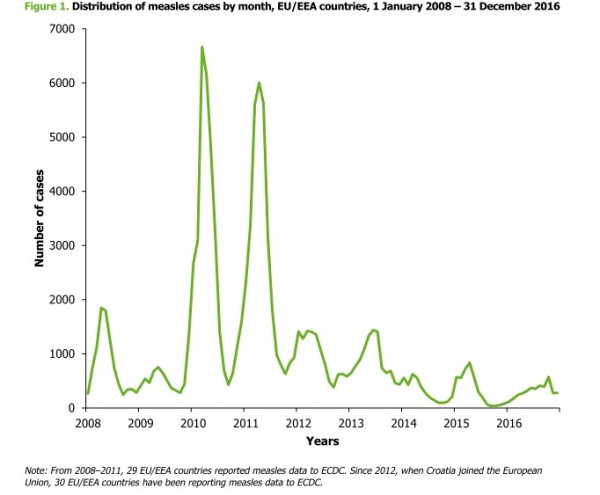 Figure 1. Distribution of measles cases by month, EU/EEA countries, 1 January 2008 – 31 December 2016
7000
6000
5000
4000
3000
2000
1000
0
Number of cases
2008 2009 2010 2011 2012 2013 2014 2015 2016
Years
Note: From 2008–2011, 29 EU/EEA countries reported measles data to ECDC. Since 2012, when Croatia joined the European
Union, 30 EU/EEA countries have been reporting measles data to ECDC.